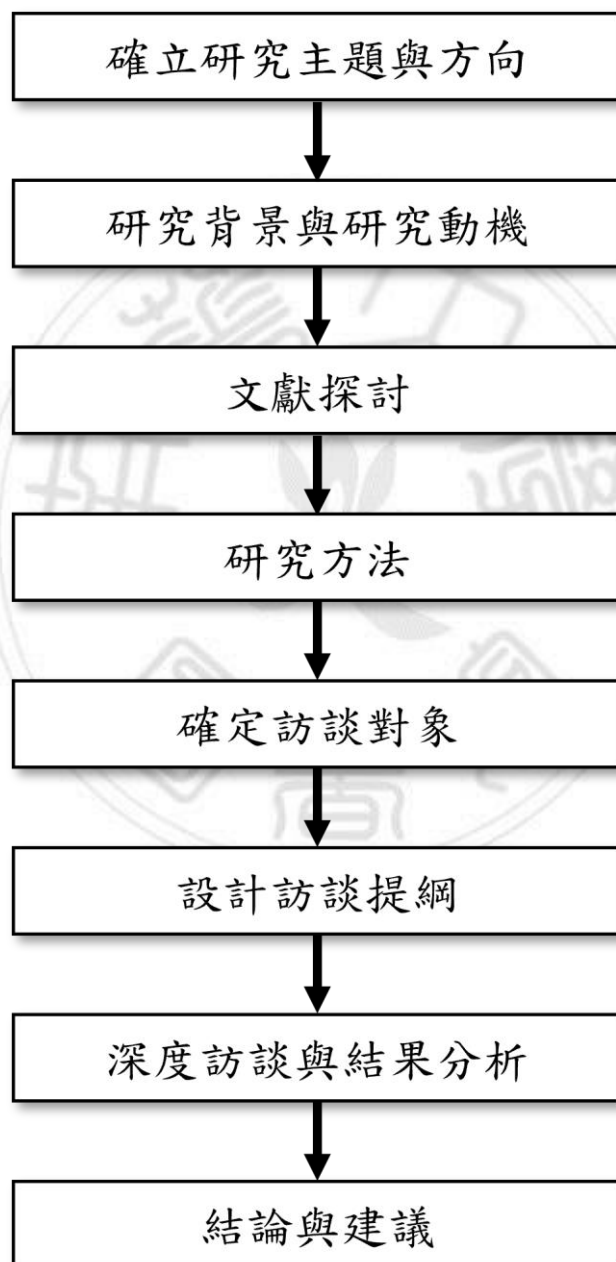 確立研究主題與方向
研究背景與研究動機
文獻探討
研究方法
確定訪談對象
設計訪談提綱
深度訪談與結果分析
結論與建議